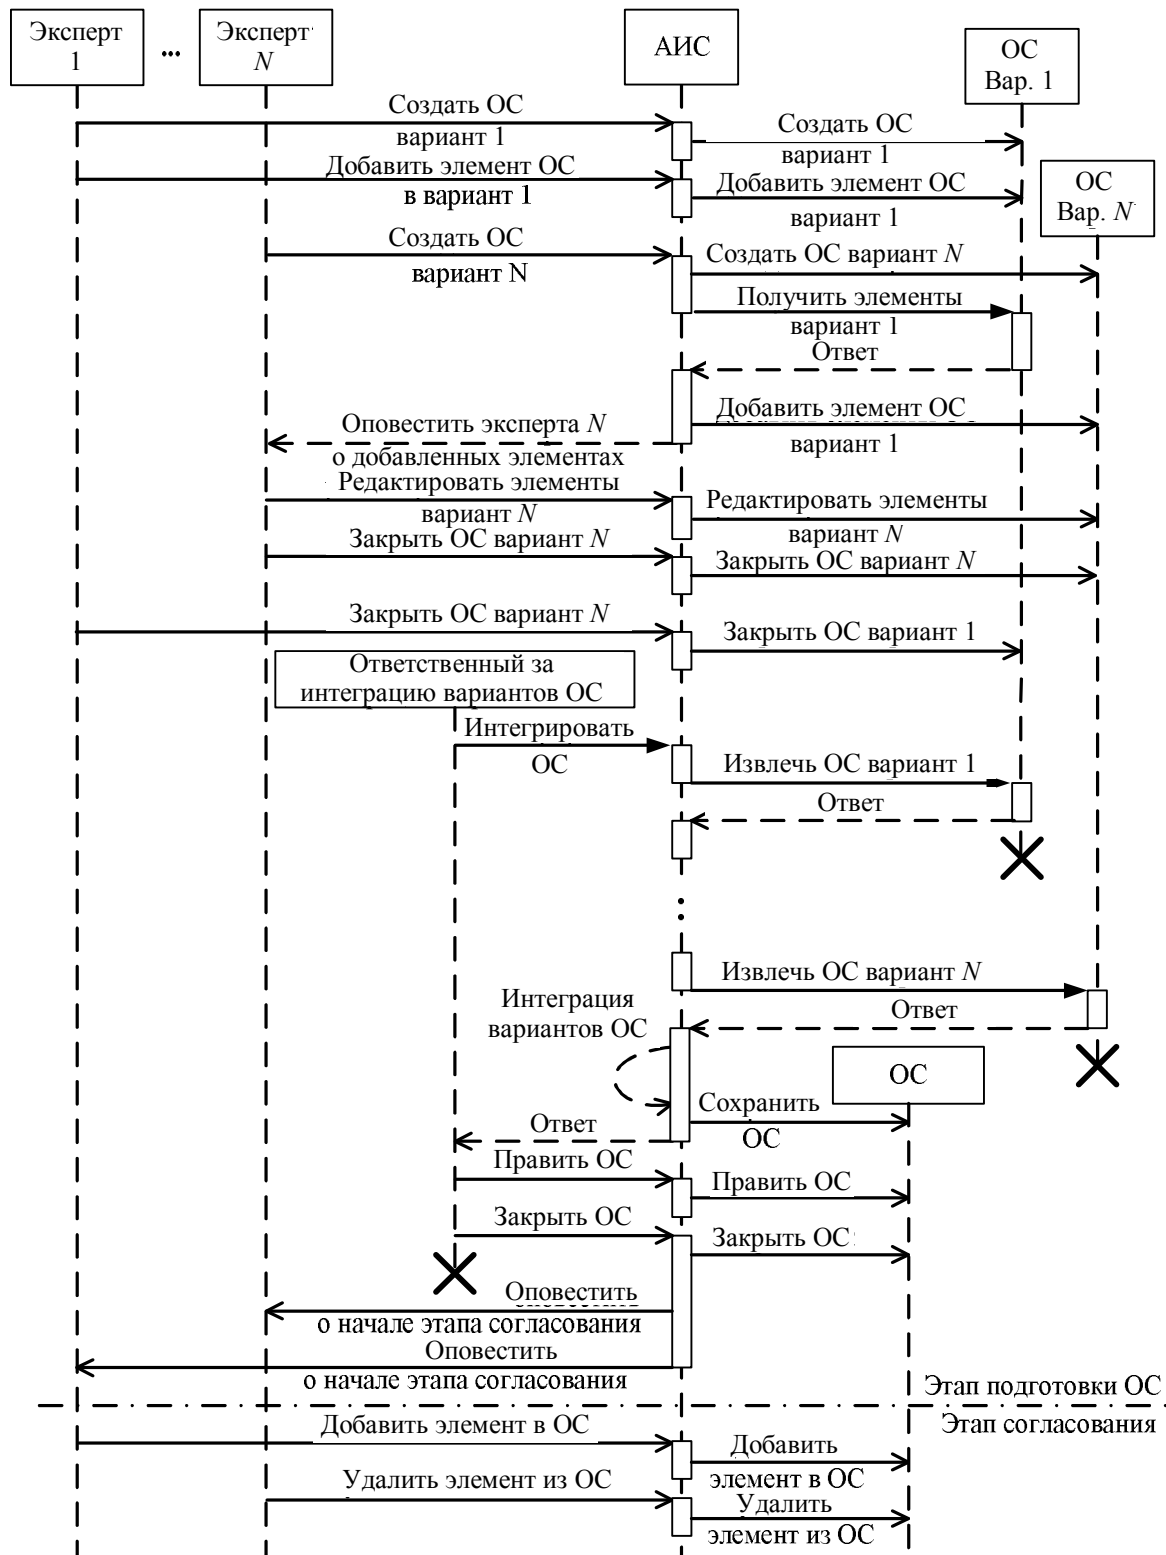 Эксперт
1
...
Эксперт
N
АИС
ОС
Вар. 1
Создать ОС
вариант 1
Создать ОС
вариант 1
Добавить элемент ОС
в вариант 1
Добавить элемент ОС
вариант 1
ОС
Вар. N
Создать ОС
вариант N
Создать ОС вариант N
Получить элементы
вариант 1
Ответ
Добавить элемент ОС
вариант 1
Оповестить эксперта N
о добавленных элементах
Редактировать элементы
вариант N
Редактировать элементы
вариант N
Закрыть ОС вариант N
Закрыть ОС вариант N
Закрыть ОС вариант N
Закрыть ОС вариант 1
Ответственный за
интеграцию вариантов ОС
Интегрировать
ОС
Извлечь ОС вариант 1
Ответ
Извлечь ОС вариант N
Ответ
Интеграция
вариантов ОС
ОС
Сохранить
ОС
Ответ
Править ОС
Править ОС
Закрыть ОС
Закрыть ОС
Оповестить
о начале этапа согласования
Оповестить
о начале этапа согласования
Этап подготовки ОС
Этап согласования
Добавить элемент в ОС
Добавить
элемент в ОС
Удалить элемент из ОС
Удалить
элемент из ОС